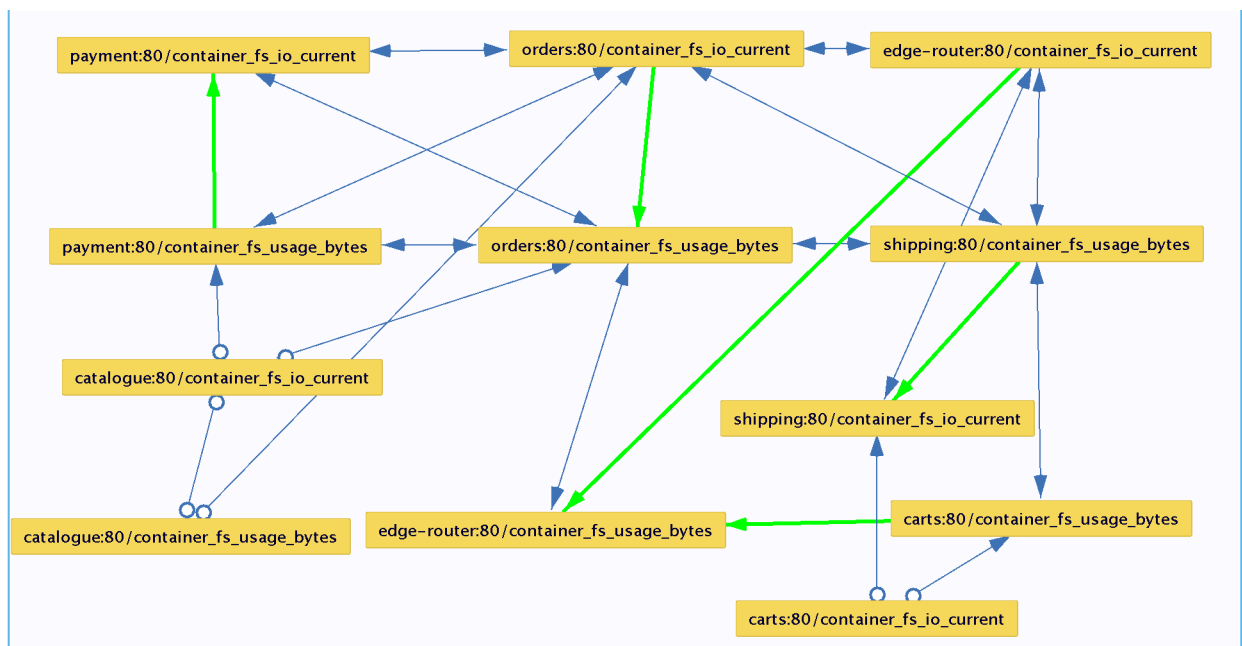 payment:80/container_fs_io_current
orders:80/container_fs_io_current
edge-router:80/container_fs_io_current
payment:80/container_fs_usage_bytes
orders:80/container_fs_usage_bytes
shipping:80/container_fs_usage_bytes
catalogue:80/container_fs_io_current
shipping:80/container_fs_io_current
catalogue:80/container_fs_usage_bytes
edge-router:80/container_fs_usage_bytes
carts:80/container_fs_usage_bytes
carts:80/container_fs_io_current